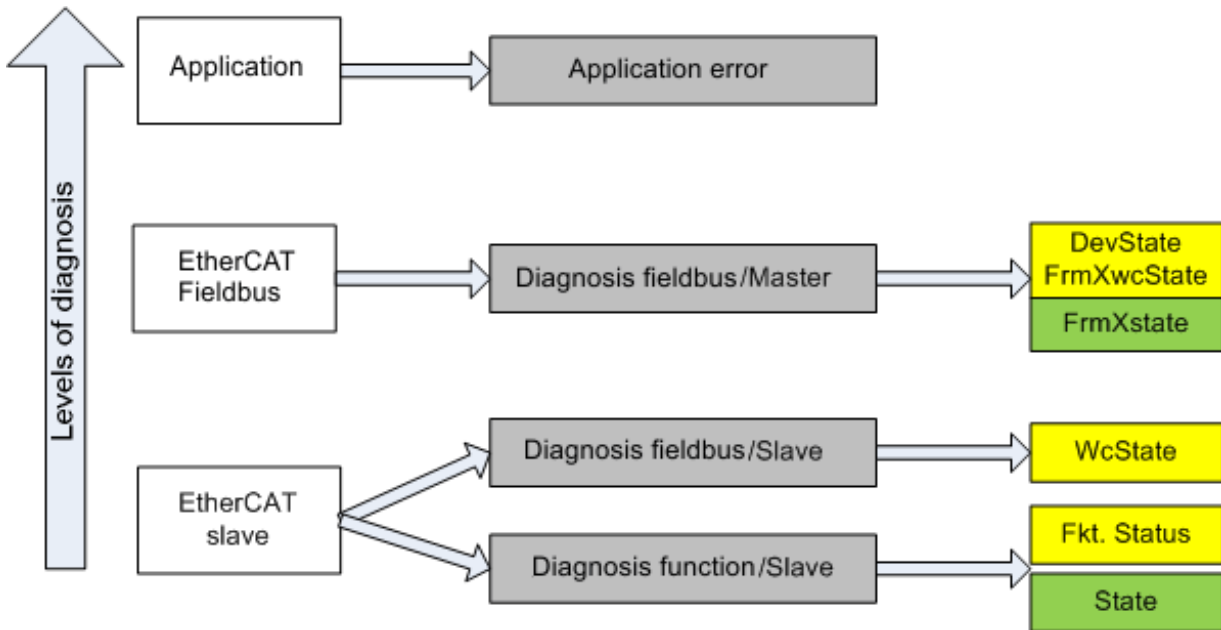 Levels of diagnosis
Application
Application error
EtherCAT
Fieldbus
Diagnosis fieldbus/Master
DevState
FrmXwcState
FrmXstate
EtherCAT
slave
Diagnosis fieldbus/Slave
WcState
Diagnosis function/Slave
Fkt. Status
State